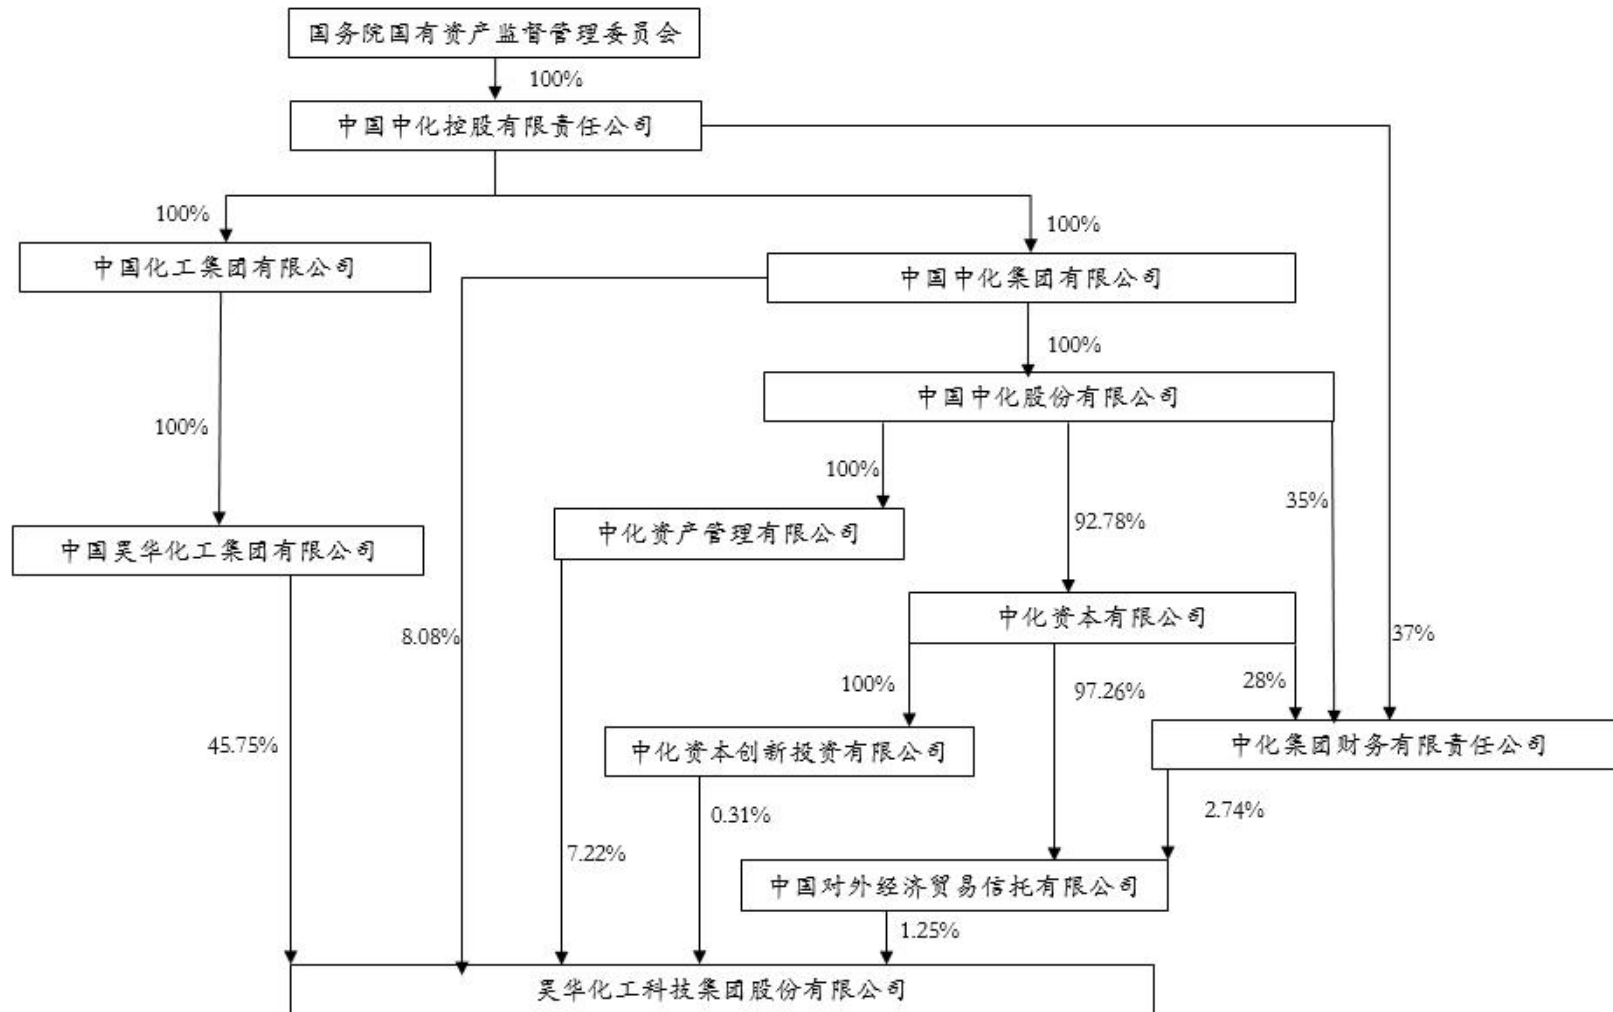 国务院国有资产监督管理委员会
100%
中国中化控股有限责任公司
100%
100%
中国化工集团有限公司
中国中化集团有限公司
100%
中国中化股份有限公司
100%
100%
35%
92.78%
中化资产管理有限公司
中国昊华化工集团有限公司
中化资本有限公司
8.08%
37%
100%
97.26%
28%
45.75%
中化资本创新投资有限公司
中化集团财务有限责任公司
0.31%
2.74%
7.22%
中国对外经济贸易信托有限公司
1.25%
昊华化工科技集团股份有限公司